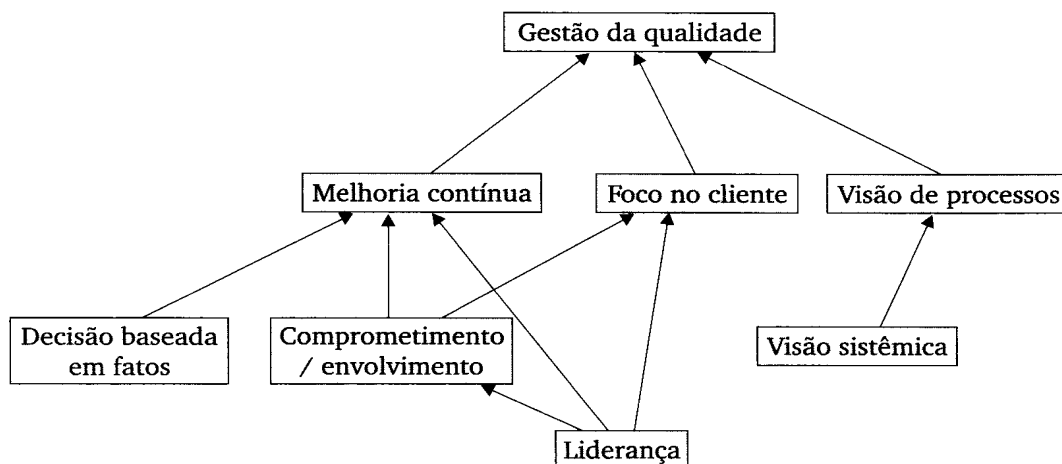 Gestão da qualidade
Melhoria contínua
Foco no cliente
Visão de processos
Decisão baseada
em fatos
Comprometimento
/ envolvimento
Visão sistêmica
Liderança